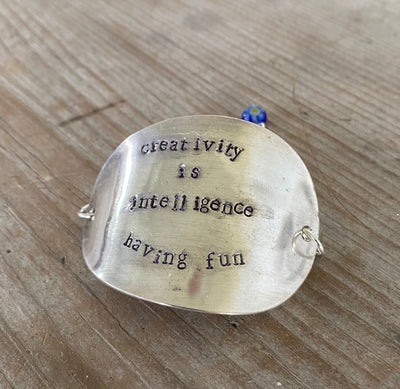 creativity
is
intelligence
having fun